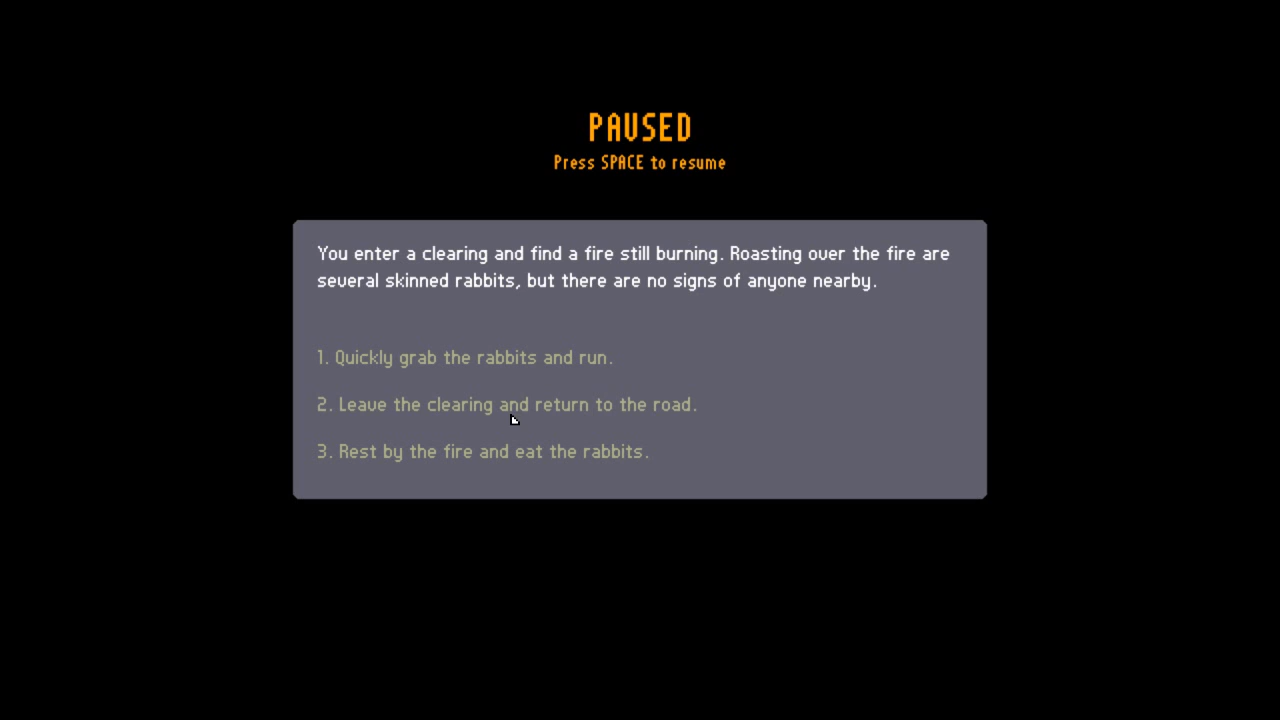 PAUSED
Press SPACE to resume
You enter a clearing and find a fire still burning. Roasting over the fire are
several skinned rabbits, but there are no signs of anyone nearby.
1. Quickly grab the rabbits and run.
2. Leave the clearing and return to the road.
3. Rest by the fire and eat the rabbits.